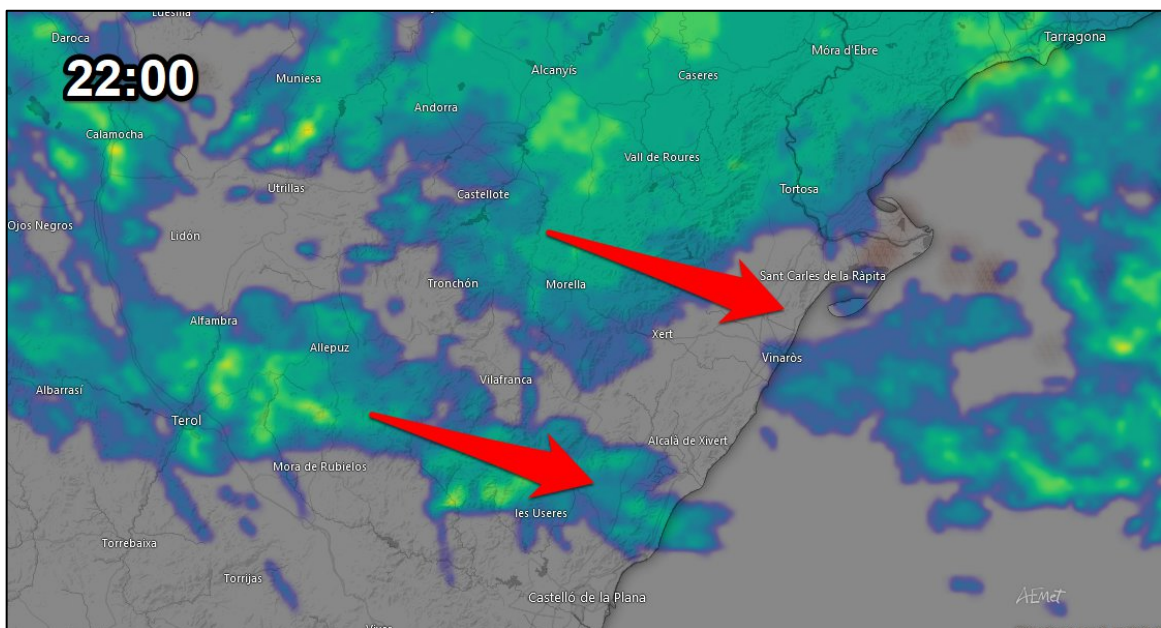 Luesilla
Daroca
22:00
Tarragona
Móra d'Ebre
Muniesa
Alcanyís
Caseres
Andorra
Calamocha
Vall de Roures
Utrillas
Castellote
Tortosa
Ojos Negros
Lidón
Sant Carles de la Ràpita
Tronchón
Morella
Alfambra
Xert
Allepuz
Vinaròs
Vilafranca
Albarrasí
Terol
Alcalà de Xivert
Mora de Rubielos
les Useres
Torrebaixa
Torrijas
Castelló de la Plana
AEMet